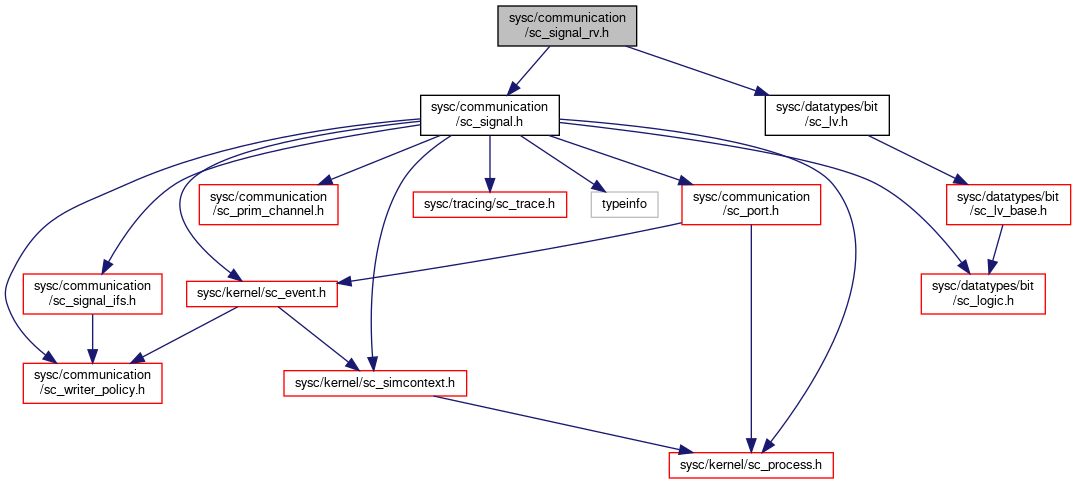 sysc/communication
/sc_signal_rv.h
sysc/communication
/sc_signal.h
sysc/datatypes/bit
/sc_lv.h
sysc/communication
/sc_prim_channel.h
sysc/tracing/sc_trace.h
typeinfo
sysc/communication
/sc_port.h
sysc/datatypes/bit
/sc_lv_base.h
sysc/communication
/sc_signal_ifs.h
sysc/kernel/sc_event.h
sysc/datatypes/bit
/sc_logic.h
sysc/communication
/sc_writer_policy.h
sysc/kernel/sc_simcontext.h
sysc/kernel/sc_process.h